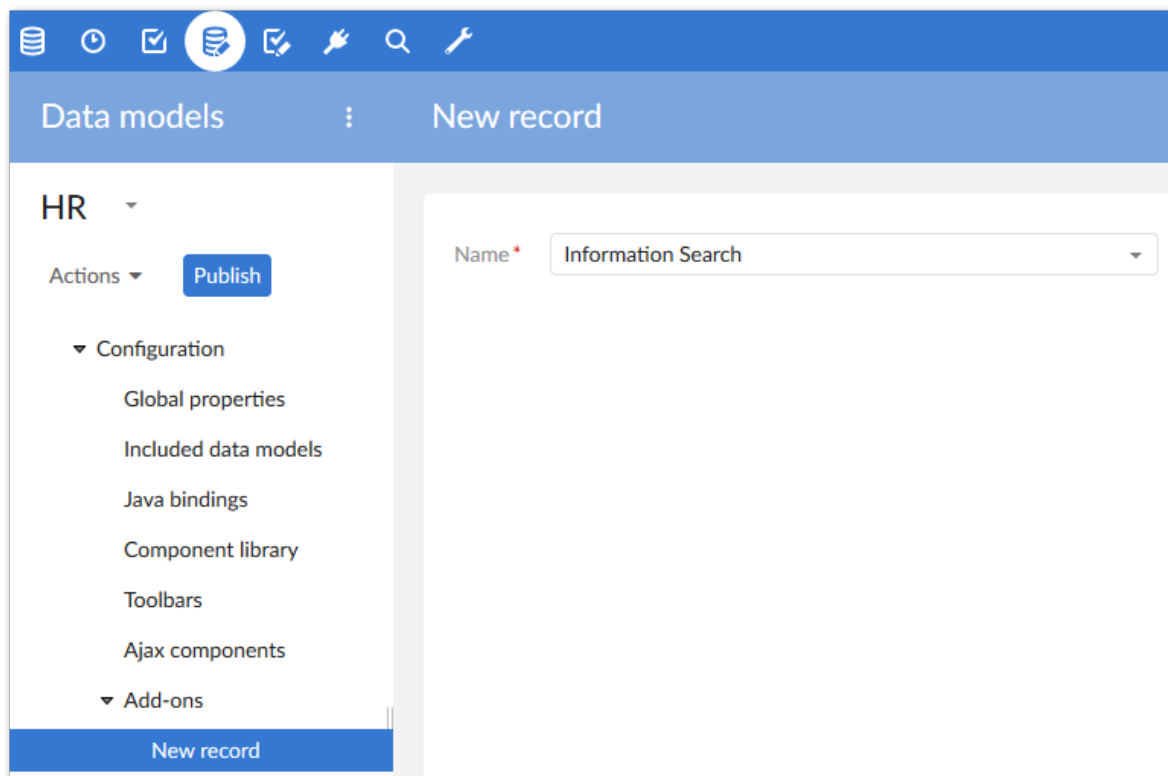 Data models
New record
HR
Name*
Information Search
Actions
Publish
Configuration
Global properties
Included data models
Java bindings
Component library
Toolbars
Ajax components
Add-ons
New record